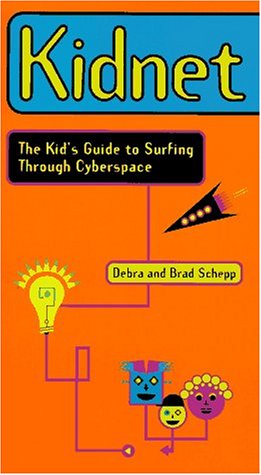 Kidnet
The Kid's Guide to Surfing
Through Cyberspace
Debra and Brad Schepp